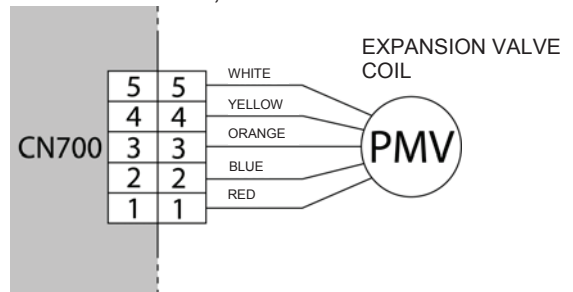 EXPANSION VALVE
COIL
CN700
5 5 WHITE
4 4 YELLOW
3 3 ORANGE
2 2 BLUE
1 1 RED
PMV